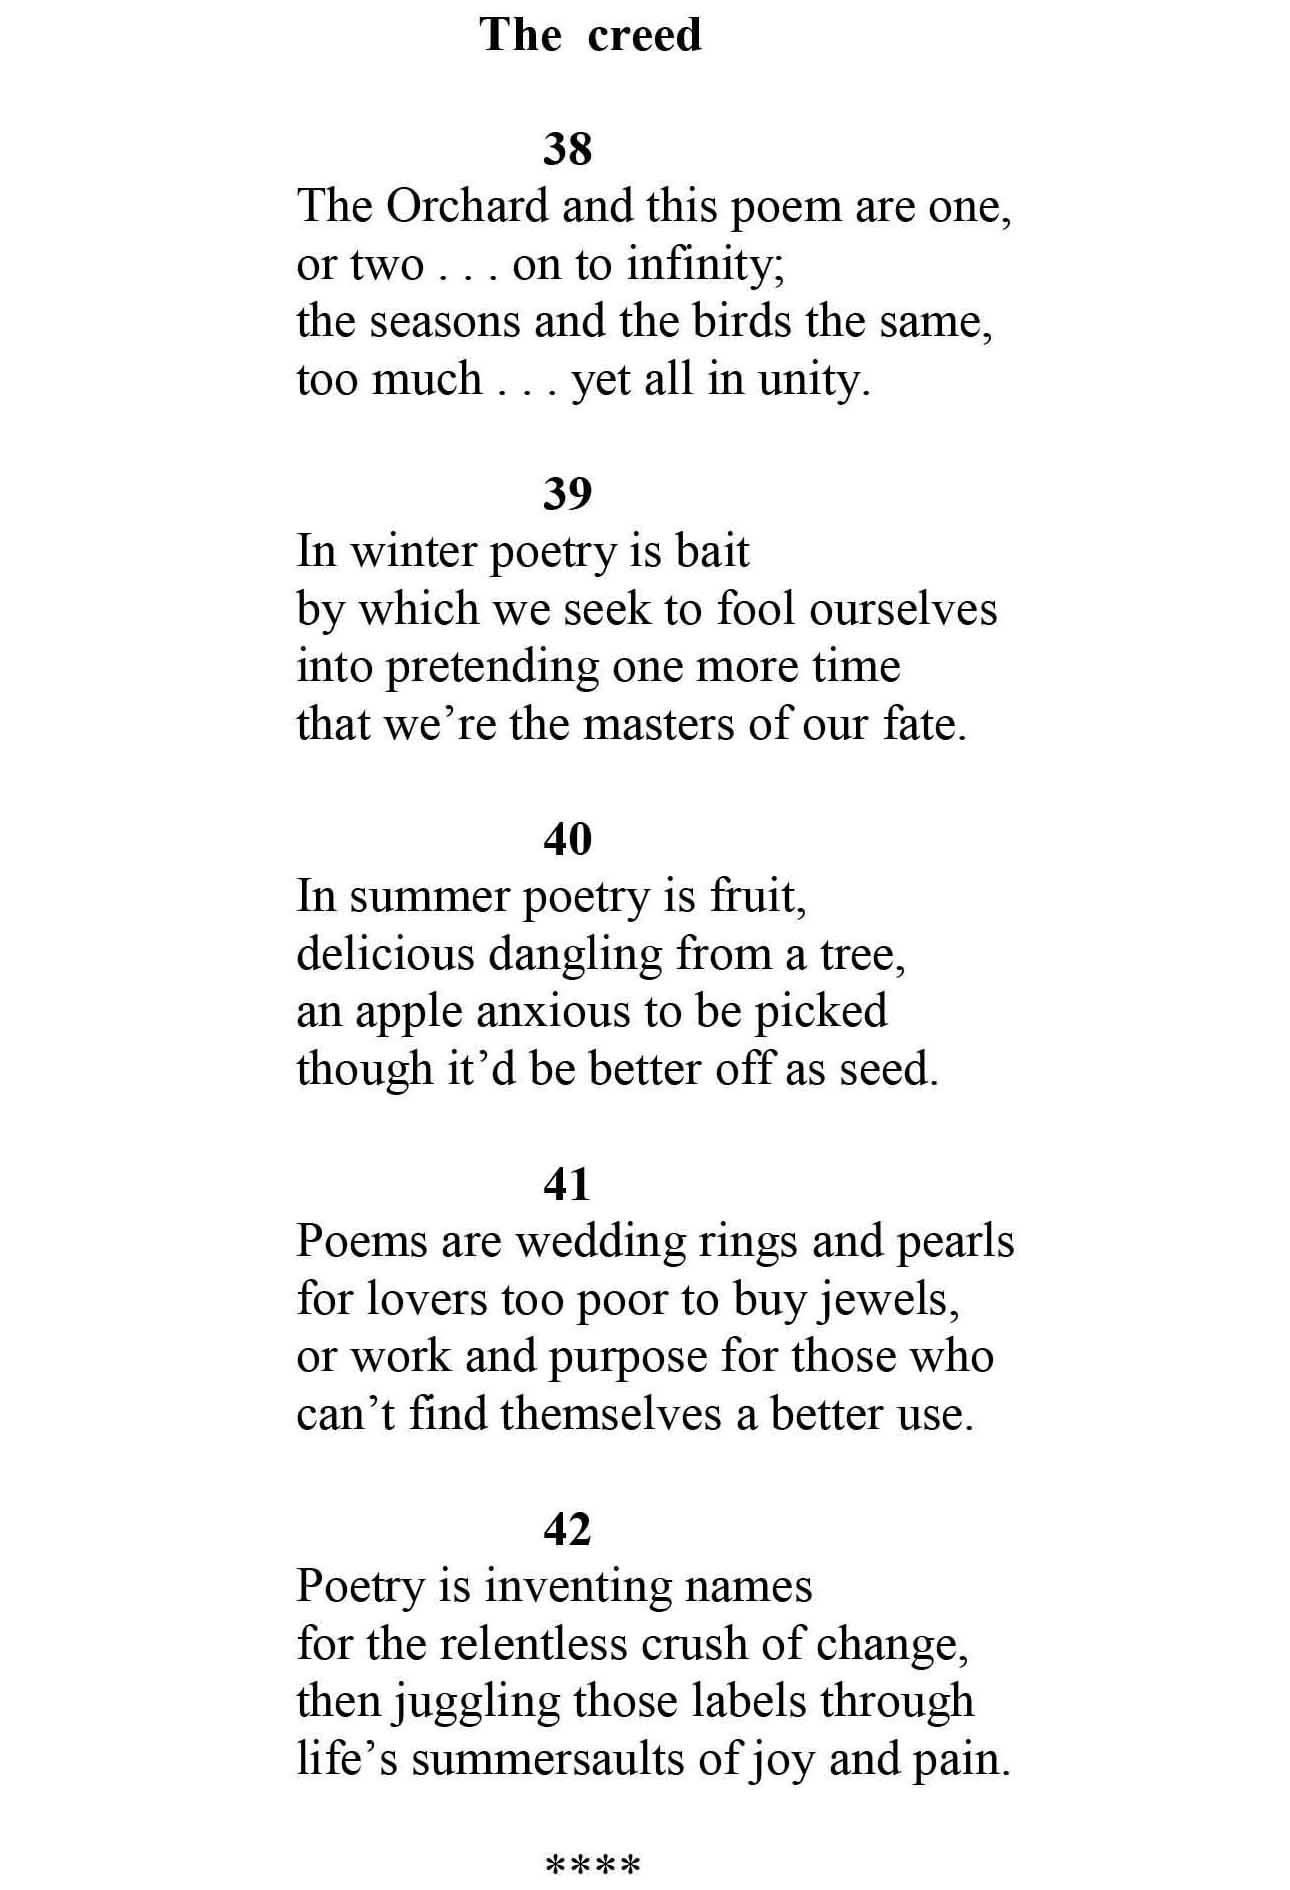 The creed
38
The Orchard and this poem are one,
or two . . . on to infinity;
the seasons and the birds the same,
too much . . . yet all in unity.
39
In winter poetry is bait
by which we seek to fool ourselves
into pretending one more time
that we’re the masters of our fate.
40
In summer poetry is fruit,
delicious dangling from a tree,
an apple anxious to be picked
though it’d be better off as seed.
41
Poems are wedding rings and pearls
for lovers too poor to buy jewels,
or work and purpose for those who
can’t find themselves a better use.
42
Poetry is inventing names
for the relentless crush of change,
then juggling those labels through
life’s summersaults of joy and pain.
****